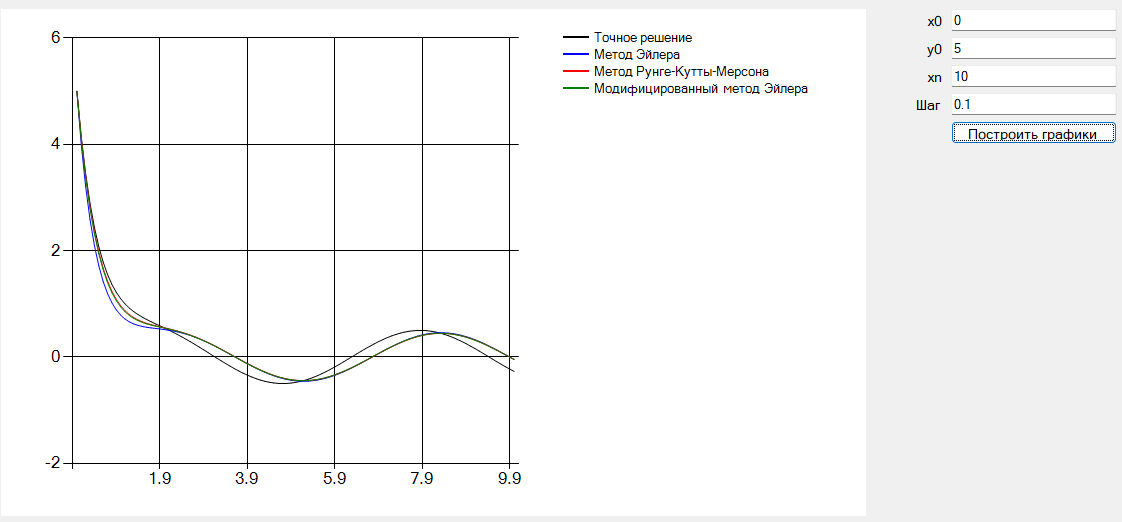 6
4
2
0
-2
1.9 3.9 5.9 7.9 9.9
Точное решение
Метод Эйлера
Метод Рунге-Кутты-Мерсона
Модифицированный метод Эйлера
x0 0
y0 5
xn 10
Шаг 0.1
Построить графики